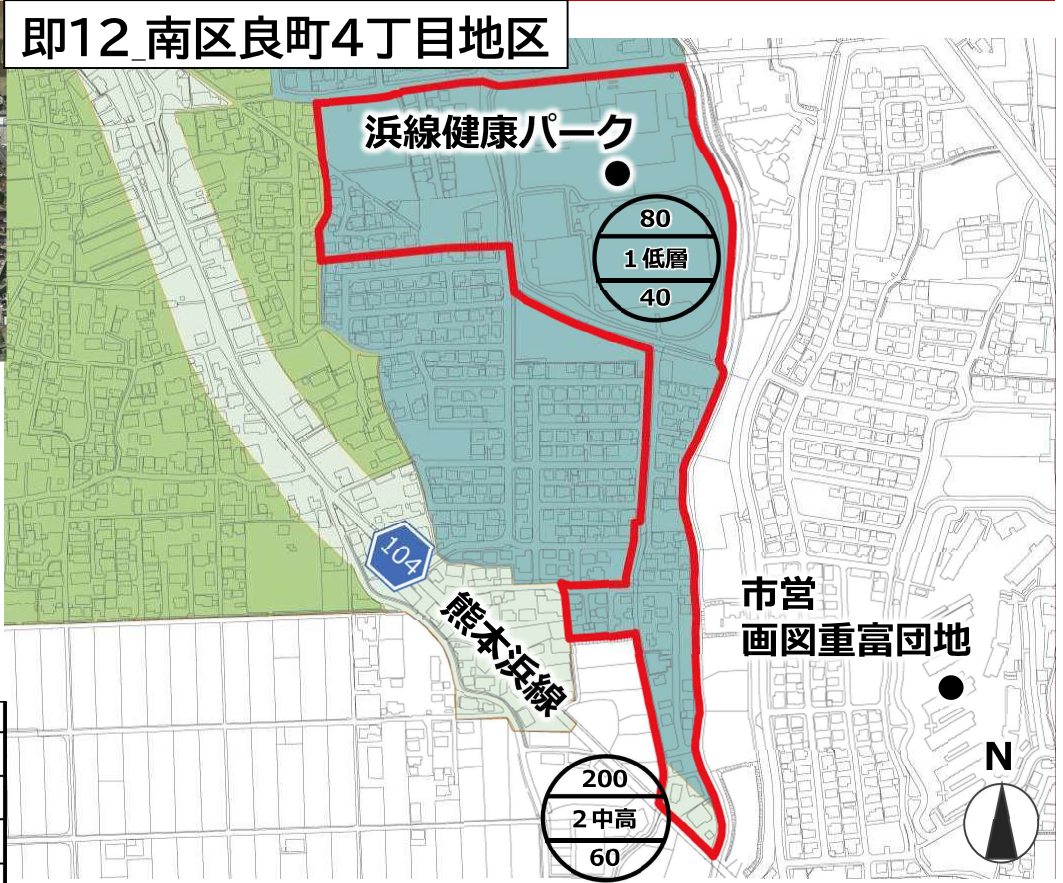 即12_南区良町4丁目地区
浜線健康パーク
80
1低層
40
104
熊本浜線
市営
画図重富団地
N
200
2中高
60